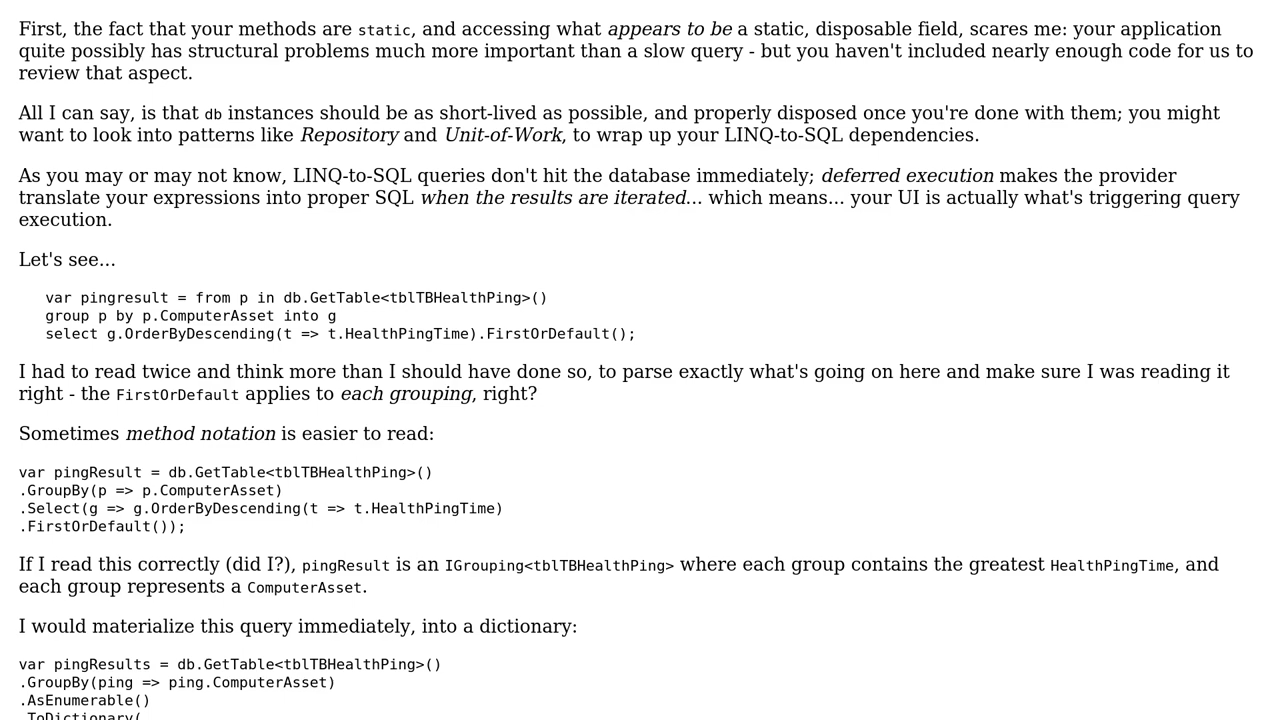 First, the fact that your methods are static, and accessing what appears to be a static, disposable field, scares me: your application
quite possibly has structural problems much more important than a slow query - but you haven't included nearly enough code for us to
review that aspect.
All I can say, is that db instances should be as short-lived as possible, and properly disposed once you're done with them; you might
want to look into patterns like Repository and Unit-of-Work, to wrap up your LINQ-to-SQL dependencies.
As you may or may not know, LINQ-to-SQL queries don't hit the database immediately; deferred execution makes the provider
translate your expressions into proper SQL when the results are iterated... which means... your UI is actually what's triggering query
execution.
Let's see...
var pingresult = from p in db.GetTable<tblTBHealthPing>()
group p by p.ComputerAsset into g
select g.OrderByDescending(t => t.HealthPingTime).FirstOrDefault();
I had to read twice and think more than I should have done so, to parse exactly what's going on here and make sure I was reading it
right - the FirstOrDefault applies to each grouping, right?
Sometimes method notation is easier to read:
var pingResult = db.GetTable<tblTBHealthPing>()
.GroupBy(p => p.ComputerAsset)
.Select(g => g.OrderByDescending(t => t.HealthPingTime)
.FirstOrDefault());
If I read this correctly (did I?), pingResult is an IGrouping<tblTBHealthPing> where each group contains the greatest HealthPingTime, and
each group represents a ComputerAsset.
I would materialize this query immediately, into a dictionary:
var pingResults = db.GetTable<tblTBHealthPing>()
.GroupBy(ping => ping.ComputerAsset)
.AsEnumerable()
.ToDictionary(